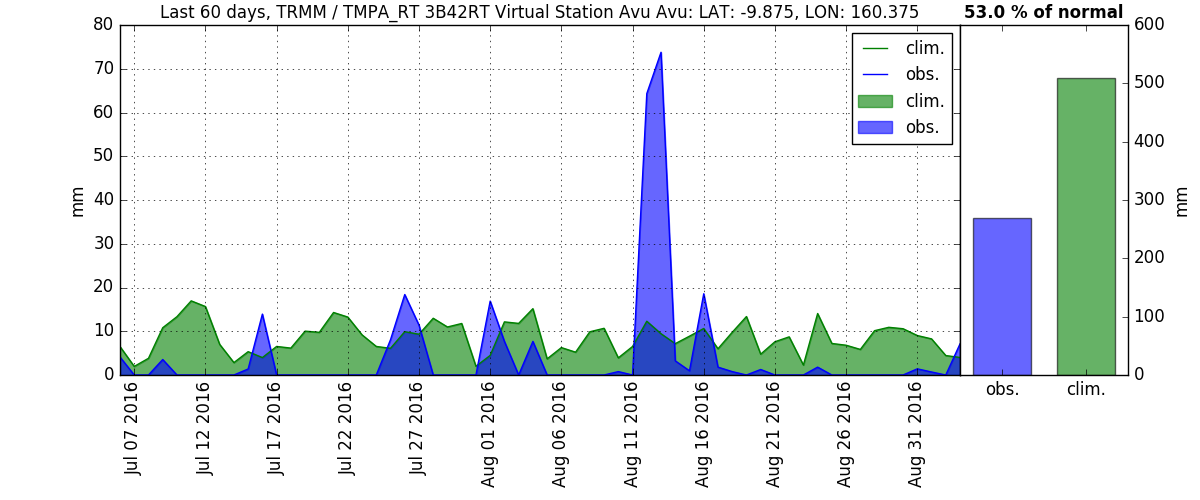 Last 60 days, TRMM / TMPA_RT 3B42RT Virtual Station Avu Avu: LAT: -9.875, LON: 160.375
53.0 % of normal
80
70
60
50
40
30
20
10
0
mm
clim.
obs.
clim.
obs.
600
500
400
300
200
100
0
mm
Jul 07 2016
Jul 12 2016
Jul 17 2016
Jul 22 2016
Jul 27 2016
Aug 01 2016
Aug 06 2016
Aug 11 2016
Aug 16 2016
Aug 21 2016
Aug 26 2016
Aug 31 2016
obs.
clim.